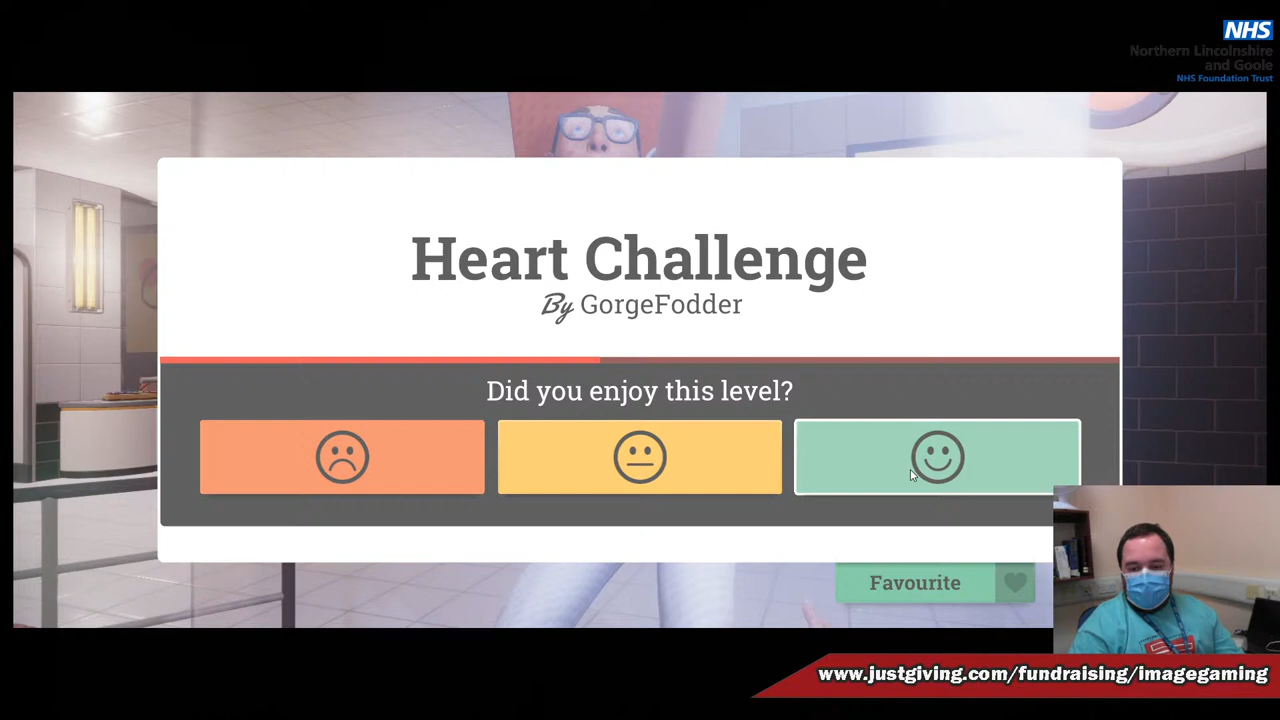 NHS
Northern Lincolnshire
and Goole
NHS Foundation Trust
Heart Challenge
By GorgeFodder
Did you enjoy this level?
Favourite
www.justgiving.com/fundraising/imagegaming